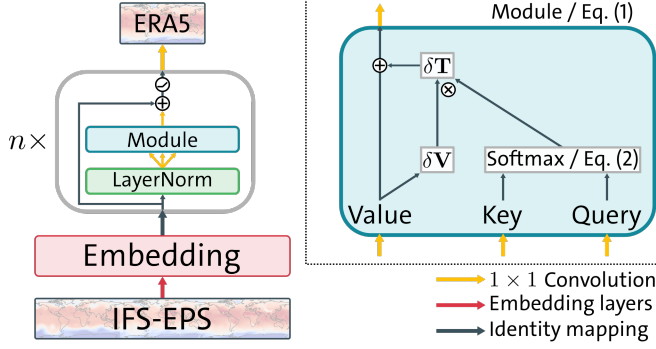 ERA5
n×
Module
LayerNorm
Embedding
IFS-EPS
Module / Eq. (1)
δT
δV
Softmax / Eq. (2)
Value Key Query
1 × 1 Convolution
Embedding layers
Identity mapping